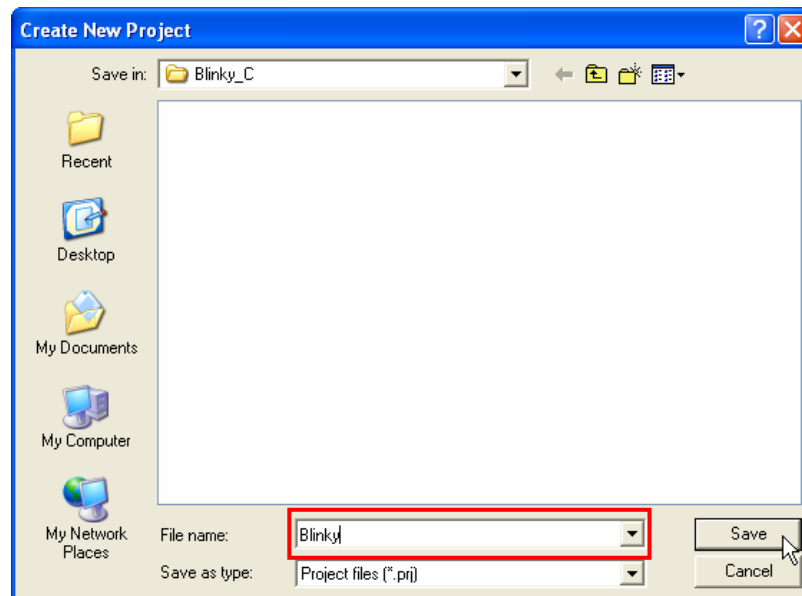 Create New Project
Save in:
Blinky_C
Recent
Desktop
My Documents
My Computer
My Network
Places
File name:
Blinky
Save
Save as type:
Project files (*.prj)
Cancel